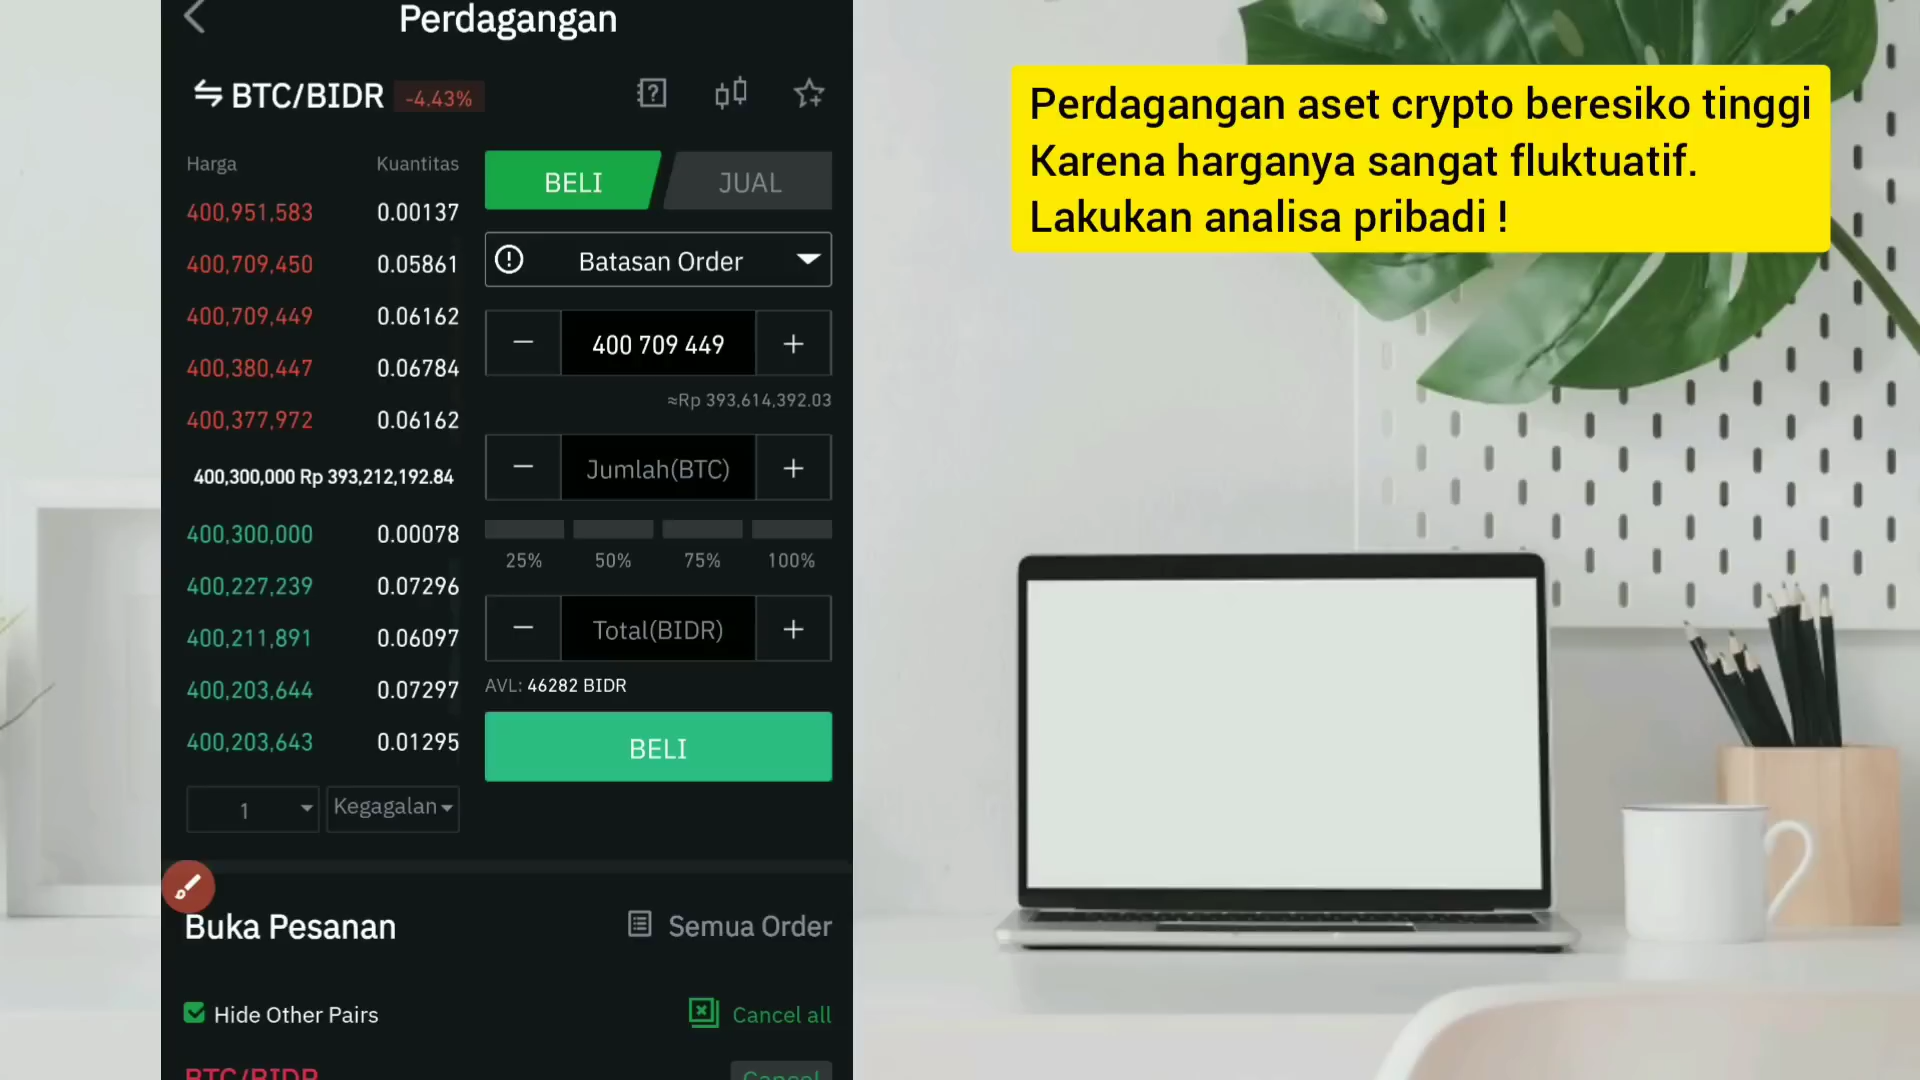 Perdagangan
BTC/BIDR -4.43%
Harga Kuantitas
400,951,583 0.00137
400,709,450 0.05861
400,709,449 0.06162
400,380,447 0.06784
400,377,972 0.06162
400,300,000 Rp 393,212,192.84
400,300,000 0.00078
400,227,239 0.07296
400,211,891 0.06097
400,203,644 0.07297
400,203,643 0.01295
1 Kegagalan
BELI JUAL
Batasan Order
− 400 709 449 +
≈Rp 393,614,392.03
− Jumlah(BTC) +
25% 50% 75% 100%
− Total(BIDR) +
AVL: 46282 BIDR
BELI
Buka Pesanan Semua Order
Hide Other Pairs Cancel all
BTC/BIDR Cancel
Perdagangan aset crypto beresiko tinggi
Karena harganya sangat fluktuatif.
Lakukan analisa pribadi !